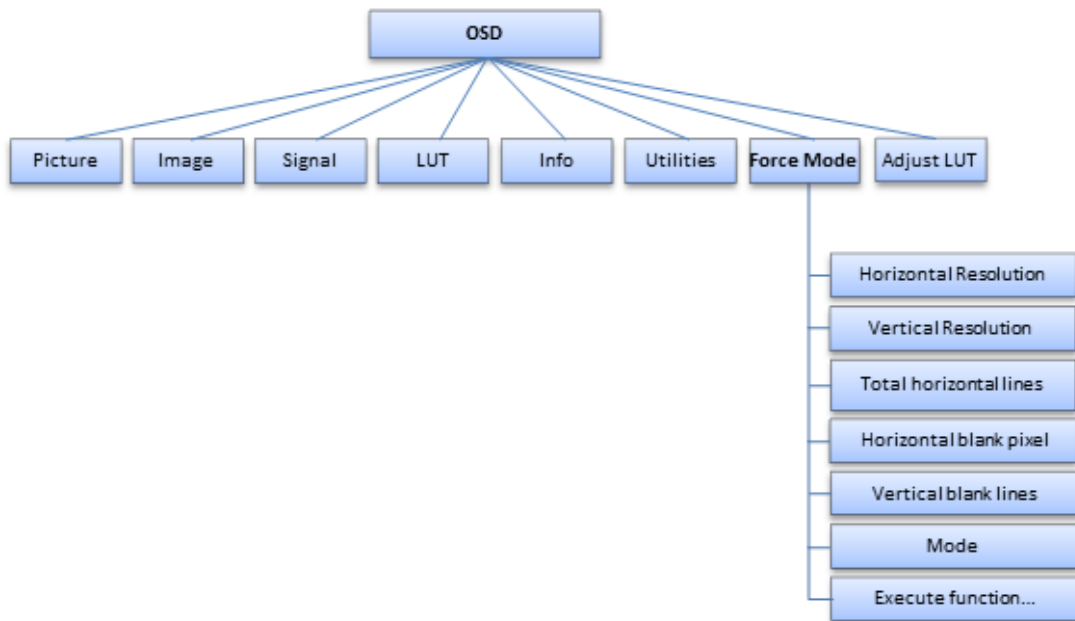 OSD
Picture
Image
Signal
LUT
Info
Utilities
Force Mode
Adjust LUT
Horizontal Resolution
Vertical Resolution
Total horizontal lines
Horizontal blank pixel
Vertical blank lines
Mode
Execute function...